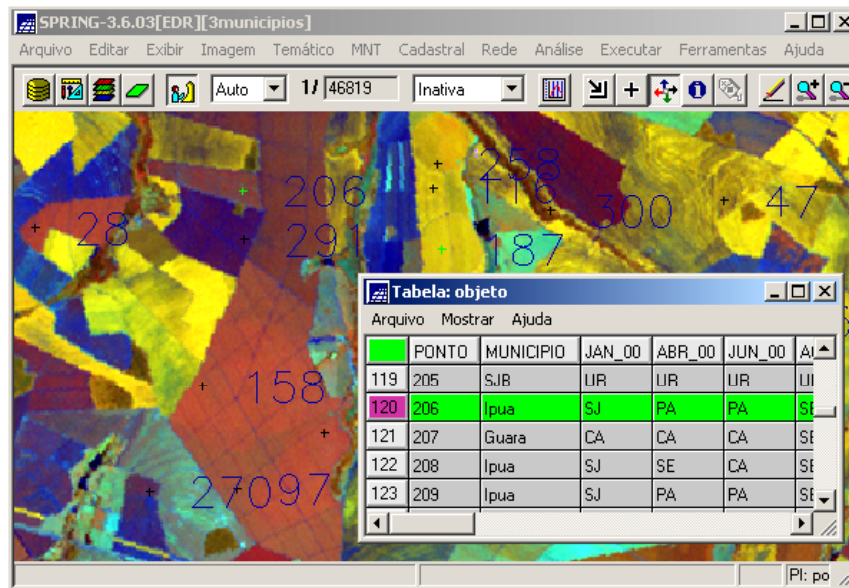 SPRING-3.6.03[EDR][3municipios]
Arquivo Editar Exibir Imagem Temático MNT Cadastral Rede Análise Executar Ferramentas Ajuda
Auto 1/ 46819 Inativa
258
206 116 300 47
28 291 187
Tabela: objeto
Arquivo Mostrar Ajuda
PONTO MUNICIPIO JAN_00 ABR_00 JUN_00
119 205 SJB UR UR UR
120 206 Ipua SJ PA PA
121 207 Guara CA CA CA
122 208 Ipua SJ SE CA
123 209 Ipua SJ PA PA
158
27097
PI: po